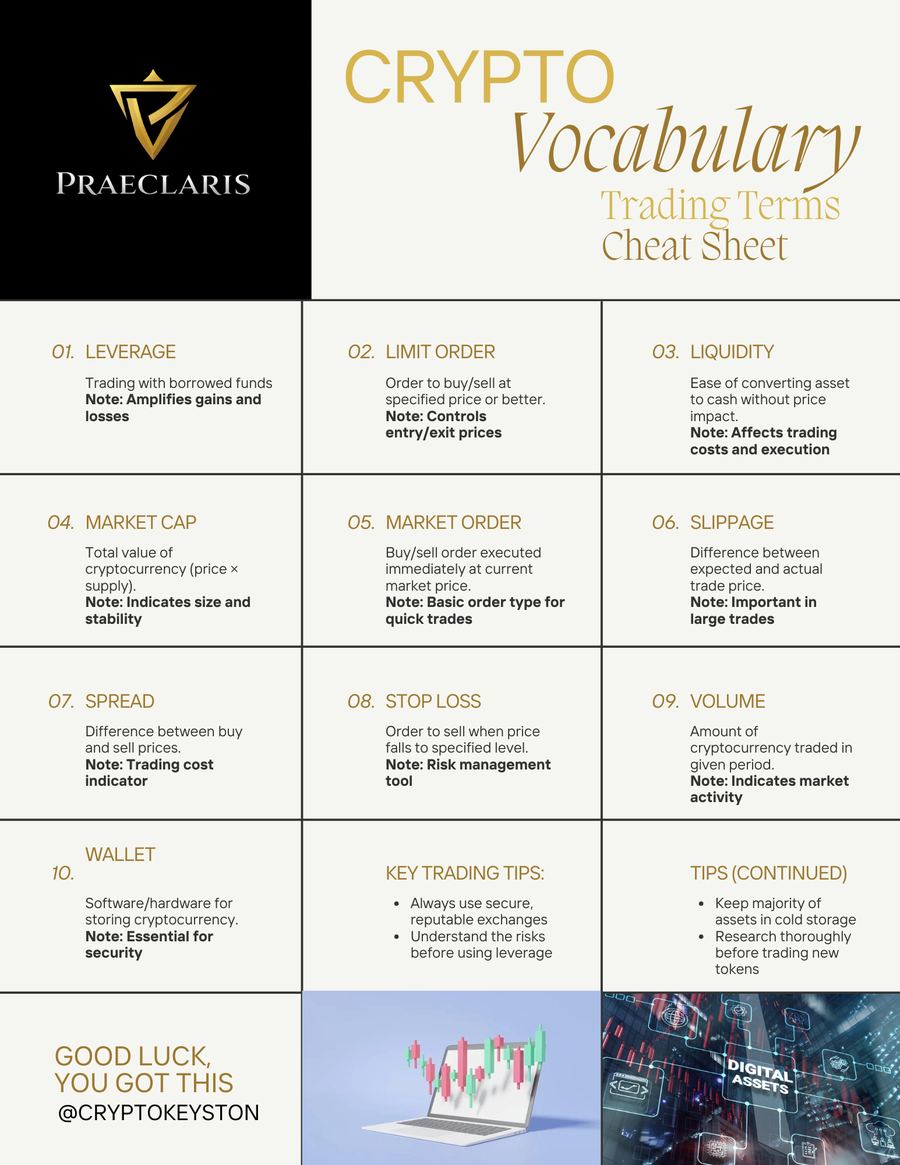 PRAECLARIS
CRYPTO
Vocabulary
Trading Terms
Cheat Sheet
01. LEVERAGE
Trading with borrowed funds
Note: Amplifies gains and
losses
02. LIMIT ORDER
Order to buy/sell at
specified price or better.
Note: Controls
entry/exit prices
03. LIQUIDITY
Ease of converting asset
to cash without price
impact.
Note: Affects trading
costs and execution
04. MARKET CAP
Total value of
cryptocurrency (price ×
supply).
Note: Indicates size and
stability
05. MARKET ORDER
Buy/sell order executed
immediately at current
market price.
Note: Basic order type for
quick trades
06. SLIPPAGE
Difference between
expected and actual
trade price.
Note: Important in
large trades
07. SPREAD
Difference between buy
and sell prices.
Note: Trading cost
indicator
08. STOP LOSS
Order to sell when price
falls to specified level.
Note: Risk management
tool
09. VOLUME
Amount of
cryptocurrency traded in
given period.
Note: Indicates market
activity
10. WALLET
Software/hardware for
storing cryptocurrency.
Note: Essential for
security
KEY TRADING TIPS:
• Always use secure,
reputable exchanges
• Understand the risks
before using leverage
TIPS (CONTINUED)
• Keep majority of
assets in cold storage
• Research thoroughly
before trading new
tokens
GOOD LUCK,
YOU GOT THIS
@CRYPTOKEYSTON
DIGITAL
ASSETS